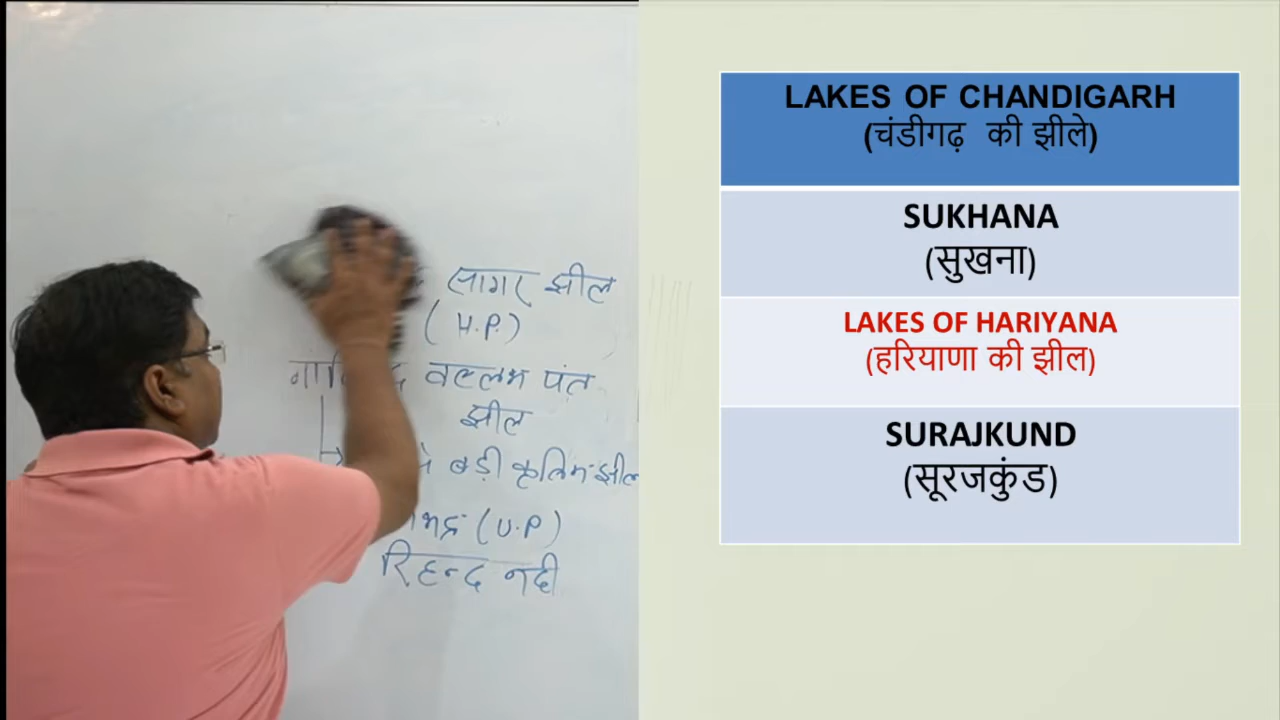 सागर झील
(H.P.)
वल्लभ पंत
झील
बड़ी कृत्रिम झील
(U.P)
रिहन्द नदी
LAKES OF CHANDIGARH
(चंडीगढ़ की झीले)
SUKHANA
(सुखना)
LAKES OF HARIYANA
(हरियाणा की झील)
SURAJKUND
(सूरजकुंड)